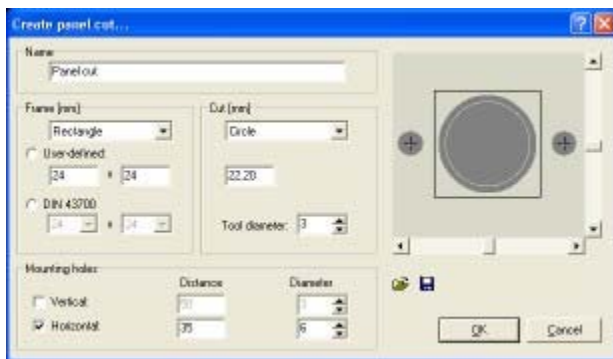 Create panel cut...
Name
Panel cut
Frame [mm]
Cut [mm]
Rectangle
Circle
User-defined:
24 * 24
22.20
DIN 43700
24 * 24
Tool diameter: 3
Mounting holes
Distance Diameter
Vertical:
Horizontal: 35 6
OK Cancel